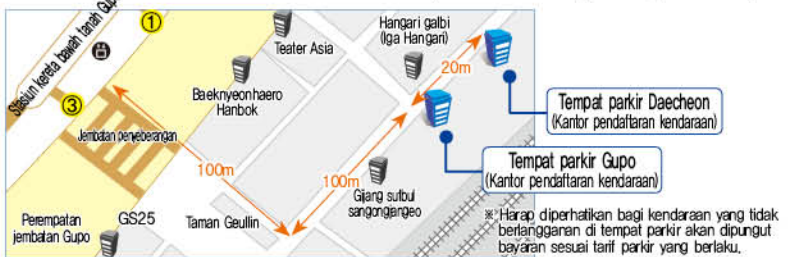 Stasiun kereta bawah tanah Gupo
①
③
Jembatan penyeberangan
Perempatan
jembatan Gupo
GS25
Teater Asia
Baeknyeonhaero
Hanbok
100m
Taman Geullin
100m
Gijang sutbul
sangongjangeo
Hangari galbi
(Iga Hangari)
20m
Tempat parkir Daecheon
(Kantor pendaftaran kendaraan)
Tempat parkir Gupo
(Kantor pendaftaran kendaraan)
※ Harap diperhatikan bagi kendaraan yang tidak
berlangganan di tempat parkir akan dipungut
bayaran sesuai tarif parkir yang berlaku.